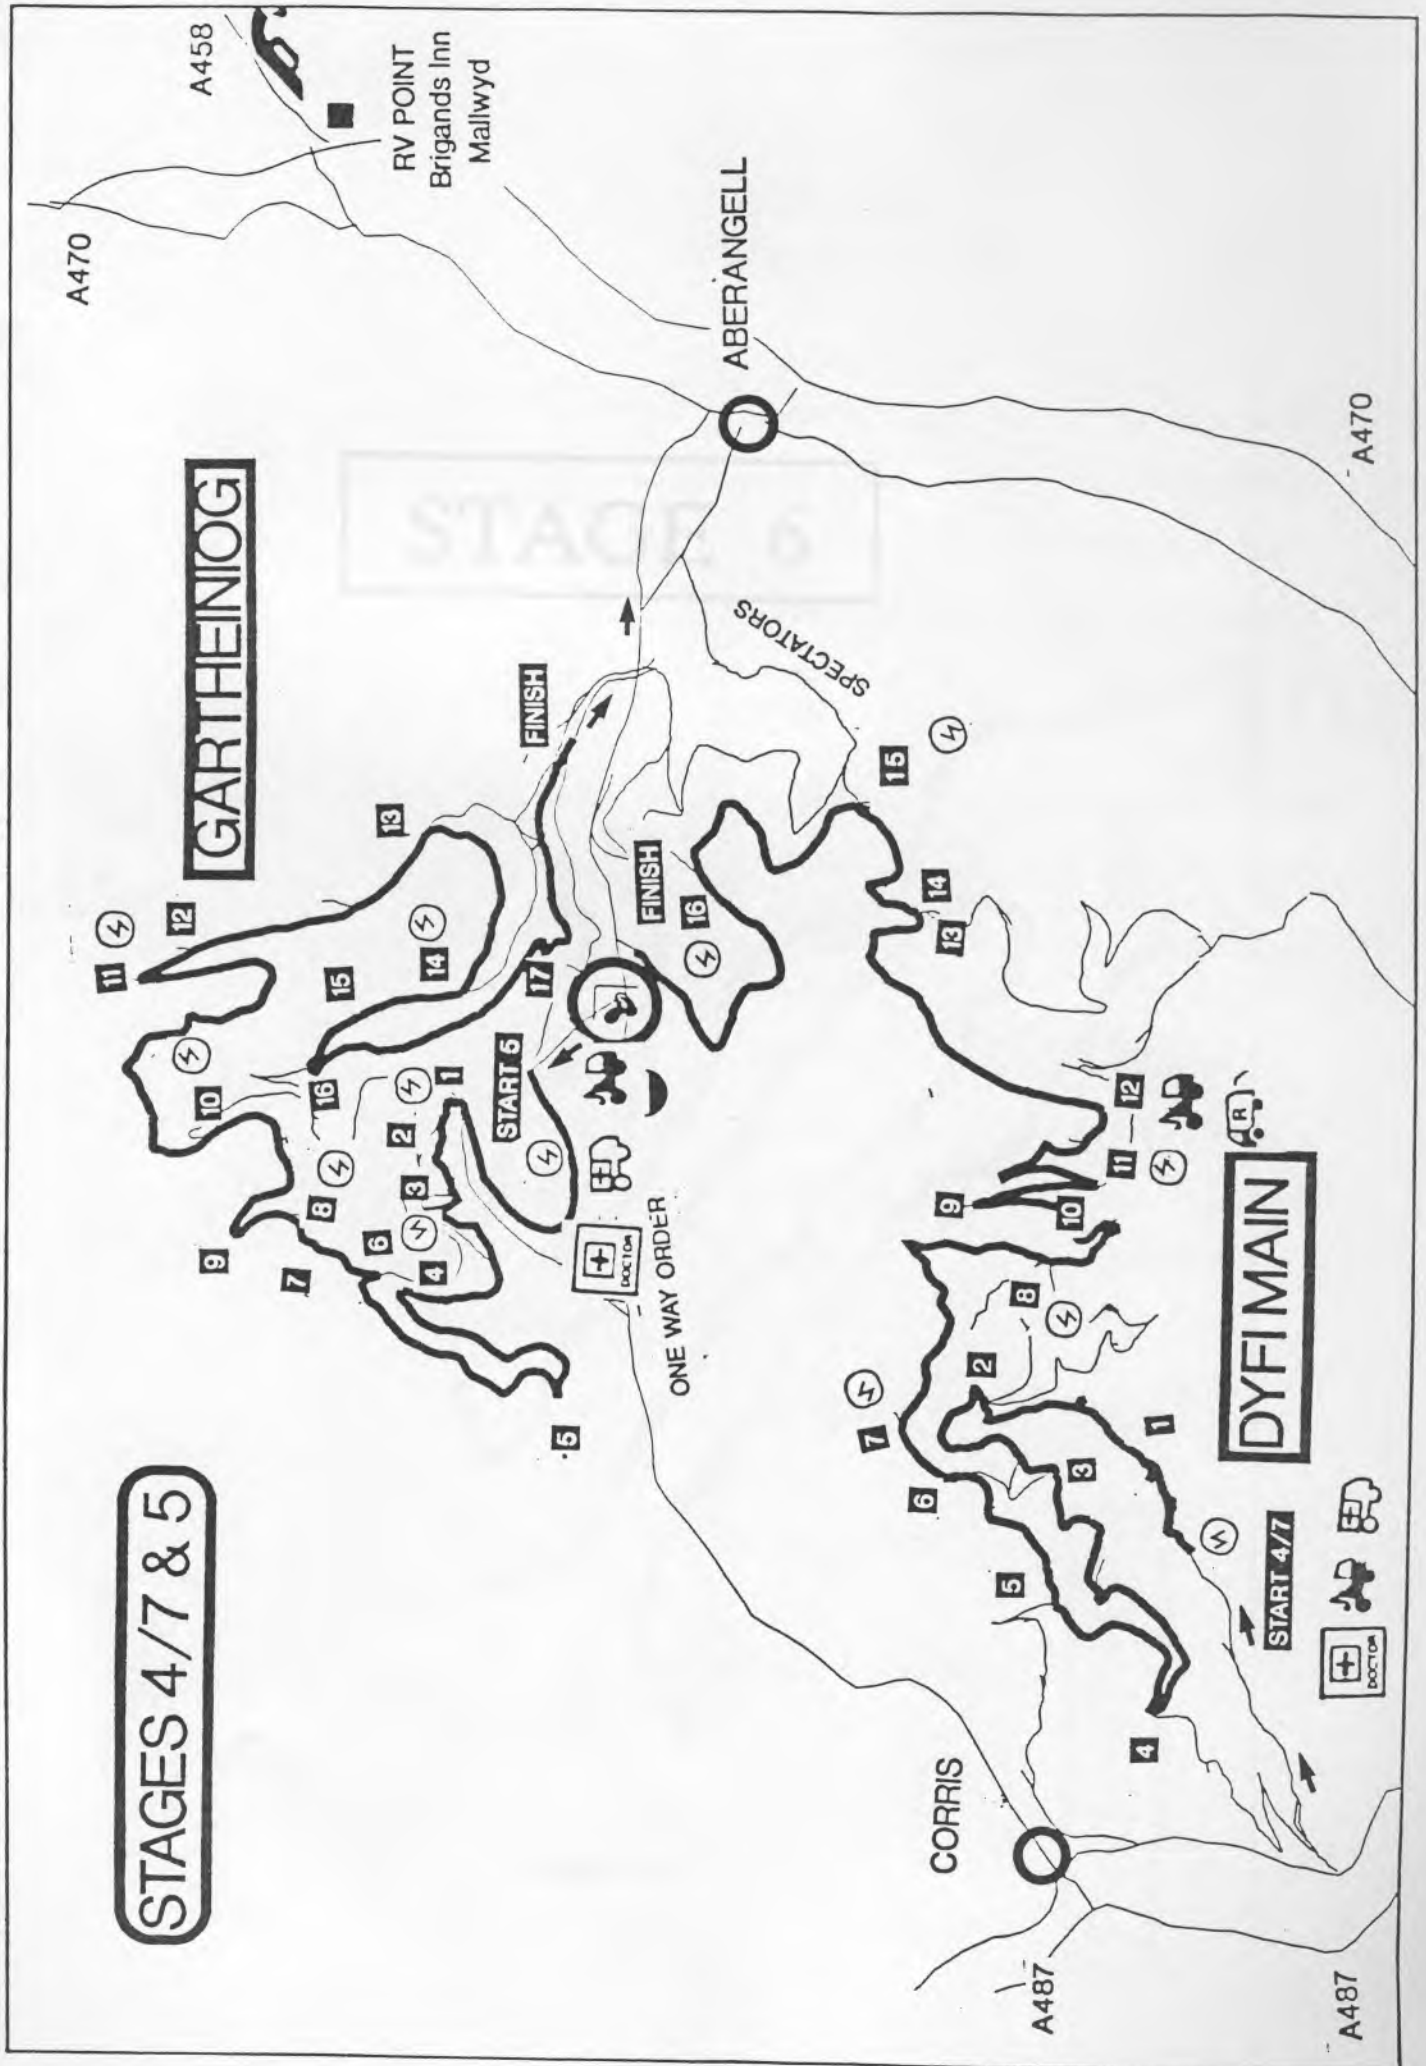 STAGES 4/7 & 5
GARTHEINIOG
A470
A458
RV POINT
Brigands Inn
Mallwyd
9
7
8
6
4
3
2
1
10
11
12
13
14
15
16
17
5
START 5
FINISH
DOCTOR
ONE WAY ORDER
ABERANGELL
SPECTATORS
FINISH
16
15
14
13
12
11
10
9
8
7
6
5
4
3
2
1
R
DYFI MAIN
START 4/7
DOCTOR
CORRIS
A487
A487
A470
STAGE 6